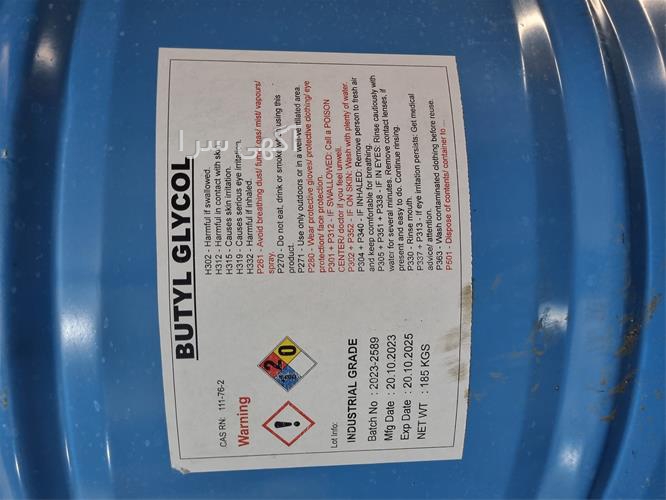 BUTYL GLYCOL
H302 - Harmful if swallowed.
H312 - Harmful in contact with skin.
H315 - Causes skin irritation.
H319 - Causes serious eye irritation.
H332 - Harmful if inhaled.
P261 - Avoid breathing dust/ fume/ gas/ mist/ vapours/
spray.
P270 - Do not eat, drink or smoke when using this
product.
P271 - Use only outdoors or in a well-ventilated area.
P280 - Wear protective gloves/ protective clothing/ eye
protection/ face protection.
P301 + P312 - IF SWALLOWED: Call a POISON
CENTER/ doctor if you feel unwell.
P302 + P352 - IF ON SKIN: Wash with plenty of water.
P304 + P340 - IF INHALED: Remove person to fresh air
and keep comfortable for breathing.
P305 + P351 + P338 - IF IN EYES: Rinse cautiously with
water for several minutes. Remove contact lenses, if
present and easy to do. Continue rinsing.
P330 - Rinse mouth.
P337 + P313 - If eye irritation persists: Get medical
advice/ attention.
P363 - Wash contaminated clothing before reuse.
P501 - Dispose of contents/ container to ...
CAS RN: 111-76-2
Warning
2
0
Lot Info:
INDUSTRIAL GRADE
Batch No : 2023-2589
Mfg Date : 20.10.2023
Exp Date : 20.10.2025
NET WT : 185 KGS